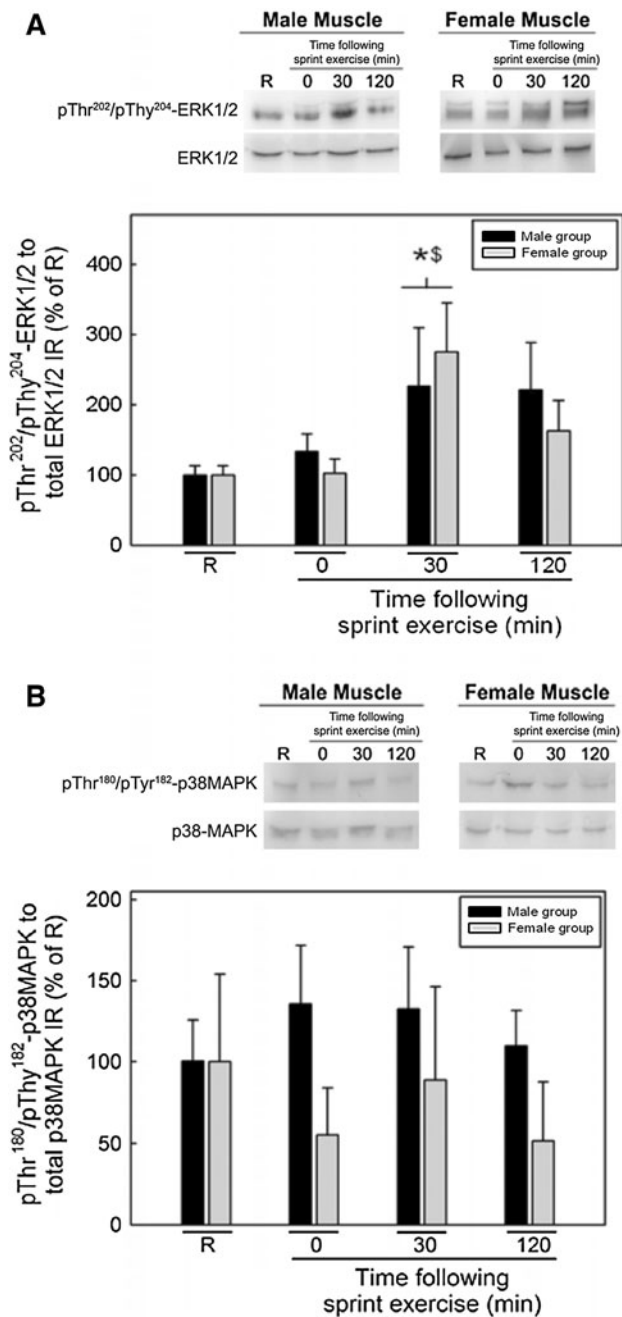 A
Male Muscle Female Muscle
Time following
sprint exercise (min)
Time following
sprint exercise (min)
R 0 30 120 R 0 30 120
pThr²⁰²/pThy²⁰⁴-ERK1/2
ERK1/2
pThr²⁰²/pThy²⁰⁴-ERK1/2 to
total ERK1/2 IR (% of R)
400
300
200
100
0
*$
Male group
Female group
R 0 30 120
Time following
sprint exercise (min)
B
Male Muscle Female Muscle
Time following
sprint exercise (min)
Time following
sprint exercise (min)
R 0 30 120 R 0 30 120
pThr¹⁸⁰/pTyr¹⁸²-p38MAPK
p38-MAPK
pThr¹⁸⁰/pThy¹⁸²-p38MAPK to
total p38MAPK IR (% of R)
200
150
100
50
0
Male group
Female group
R 0 30 120
Time following
sprint exercise (min)